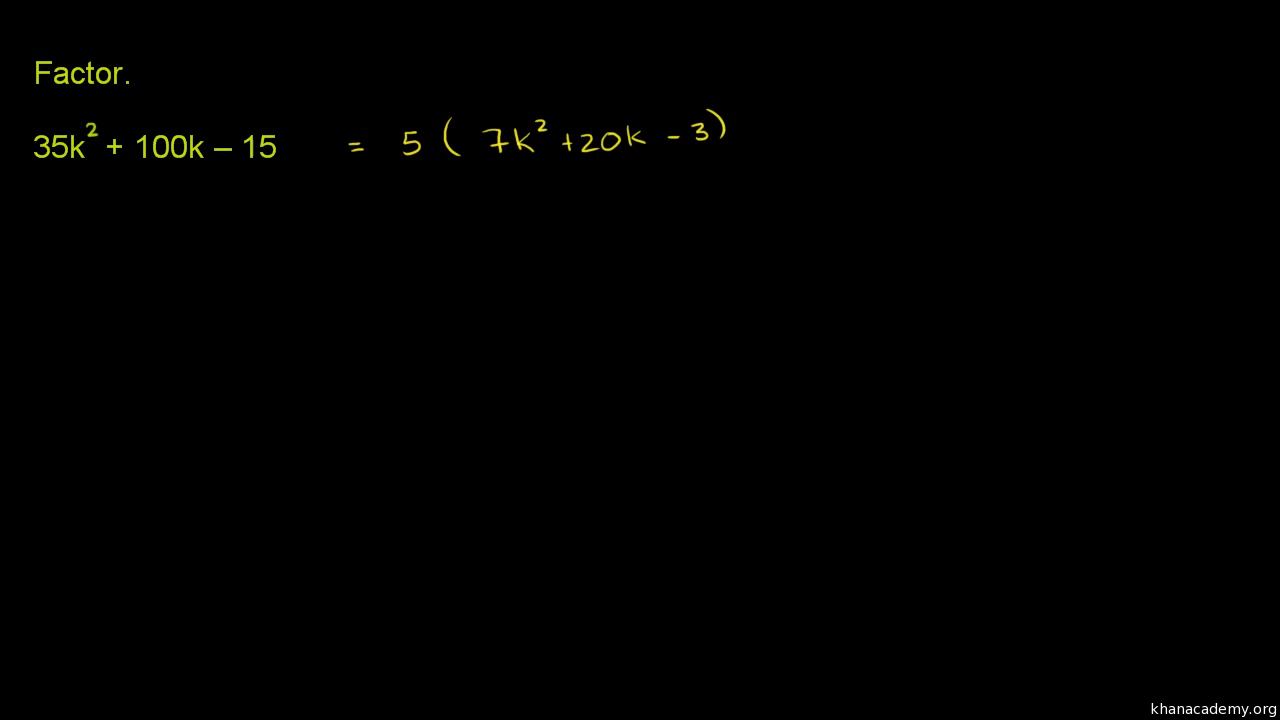 Factor.
35k² + 100k – 15 = 5 ( 7k² +20k - 3)
khanacademy.org